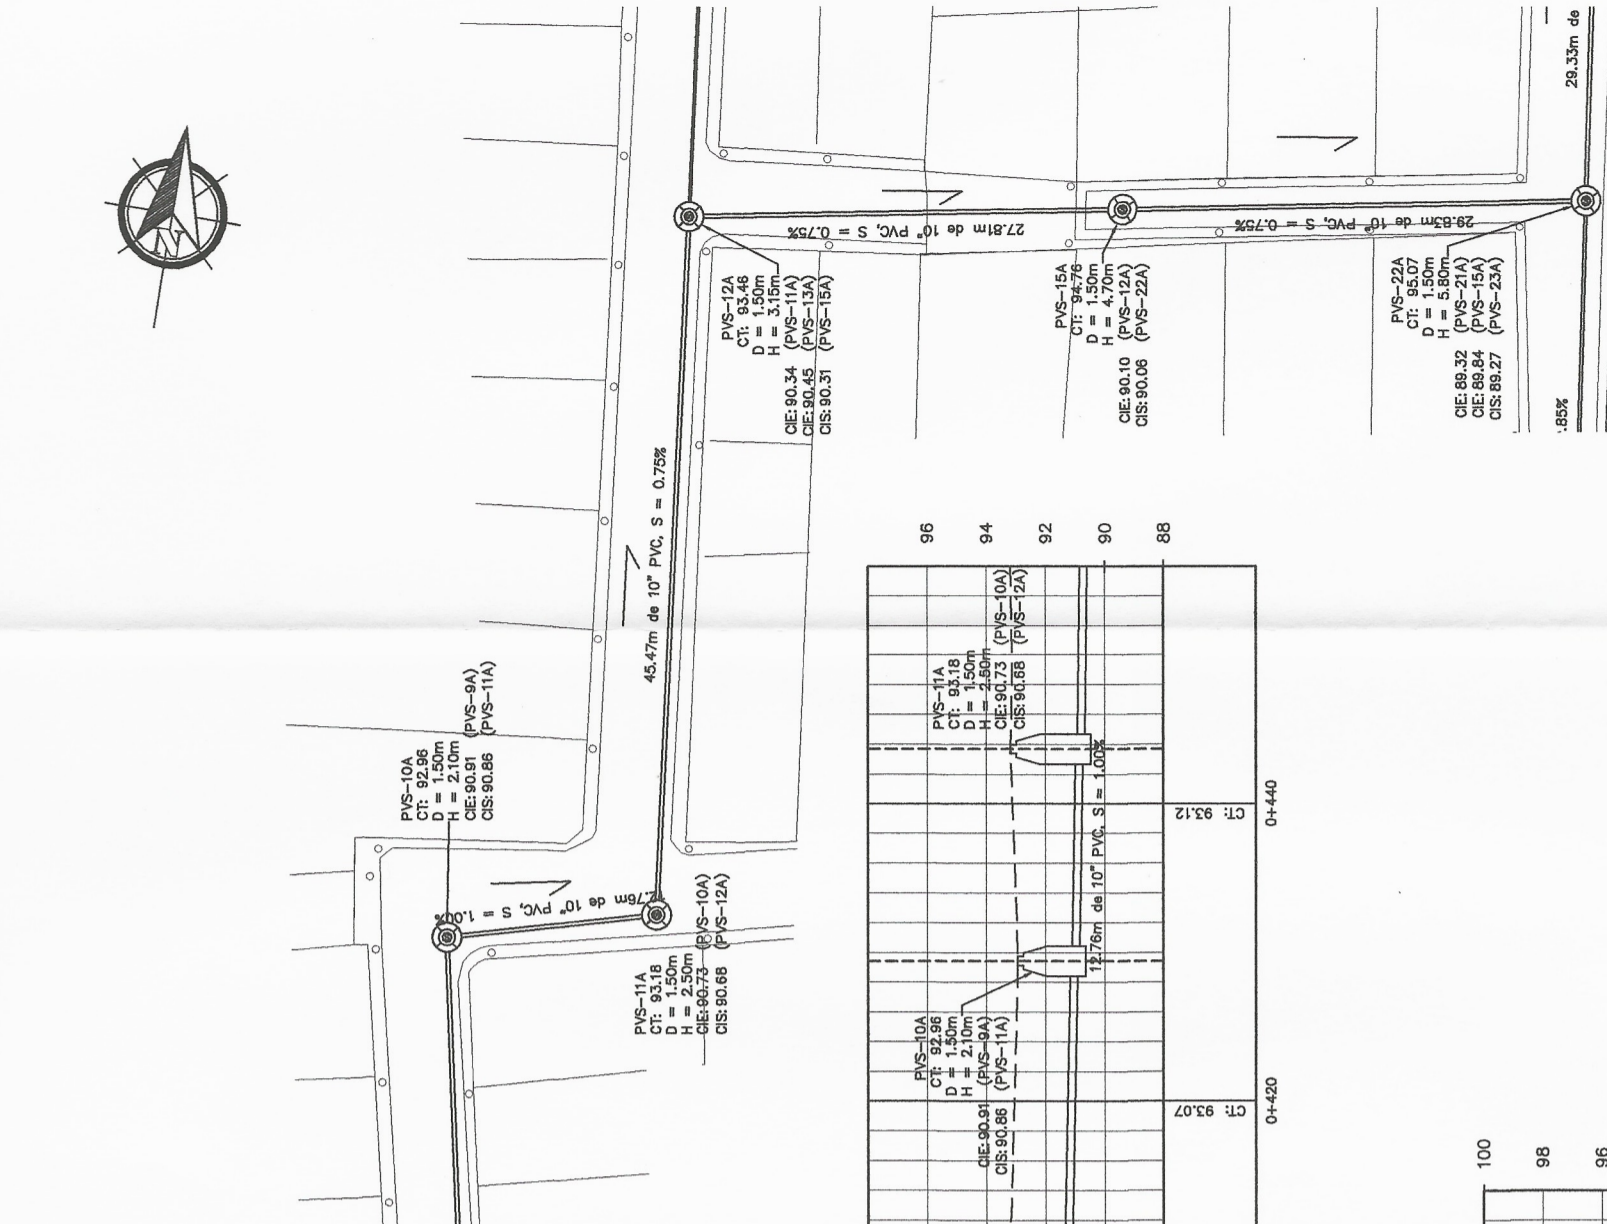 N
PVS-12A
CT: 93.46
D = 1.50m
H = 3.15m
CIE: 90.34 (PVS-11A)
CIE: 90.45 (PVS-13A)
CIS: 90.31 (PVS-15A)
27.81m de 10" PVC, S = 0.75%
PVS-15A
CT: 94.76
D = 1.50m
H = 4.70m
CIE: 90.10 (PVS-12A)
CIS: 90.06 (PVS-22A)
29.83m de 10" PVC, S = 0.75%
PVS-22A
CT: 95.07
D = 1.50m
H = 5.80m
CIE: 89.32 (PVS-21A)
CIE: 89.84 (PVS-15A)
CIS: 89.27 (PVS-23A)
29.33m de
.85%
45.47m de 10" PVC, S = 0.75%
PVS-10A
CT: 92.96
D = 1.50m
H = 2.10m
CIE: 90.91 (PVS-9A)
CIS: 90.86 (PVS-11A)
2.76m de 10" PVC, S = 1.00%
PVS-11A
CT: 93.18
D = 1.50m
H = 2.50m
CIE: 90.73 (PVS-10A)
CIS: 90.68 (PVS-12A)
96
94
92
90
88
PVS-11A
CT: 93.18
D = 1.50m
H = 2.50m
CIE: 90.73 (PVS-10A)
CIS: 90.68 (PVS-12A)
12.76m de 10" PVC, S = 1.00%
CT: 93.12
0+440
PVS-10A
CT: 92.96
D = 1.50m
H = 2.10m
CIE: 90.91 (PVS-9A)
CIS: 90.86 (PVS-11A)
CT: 93.07
0+420
100
98
96